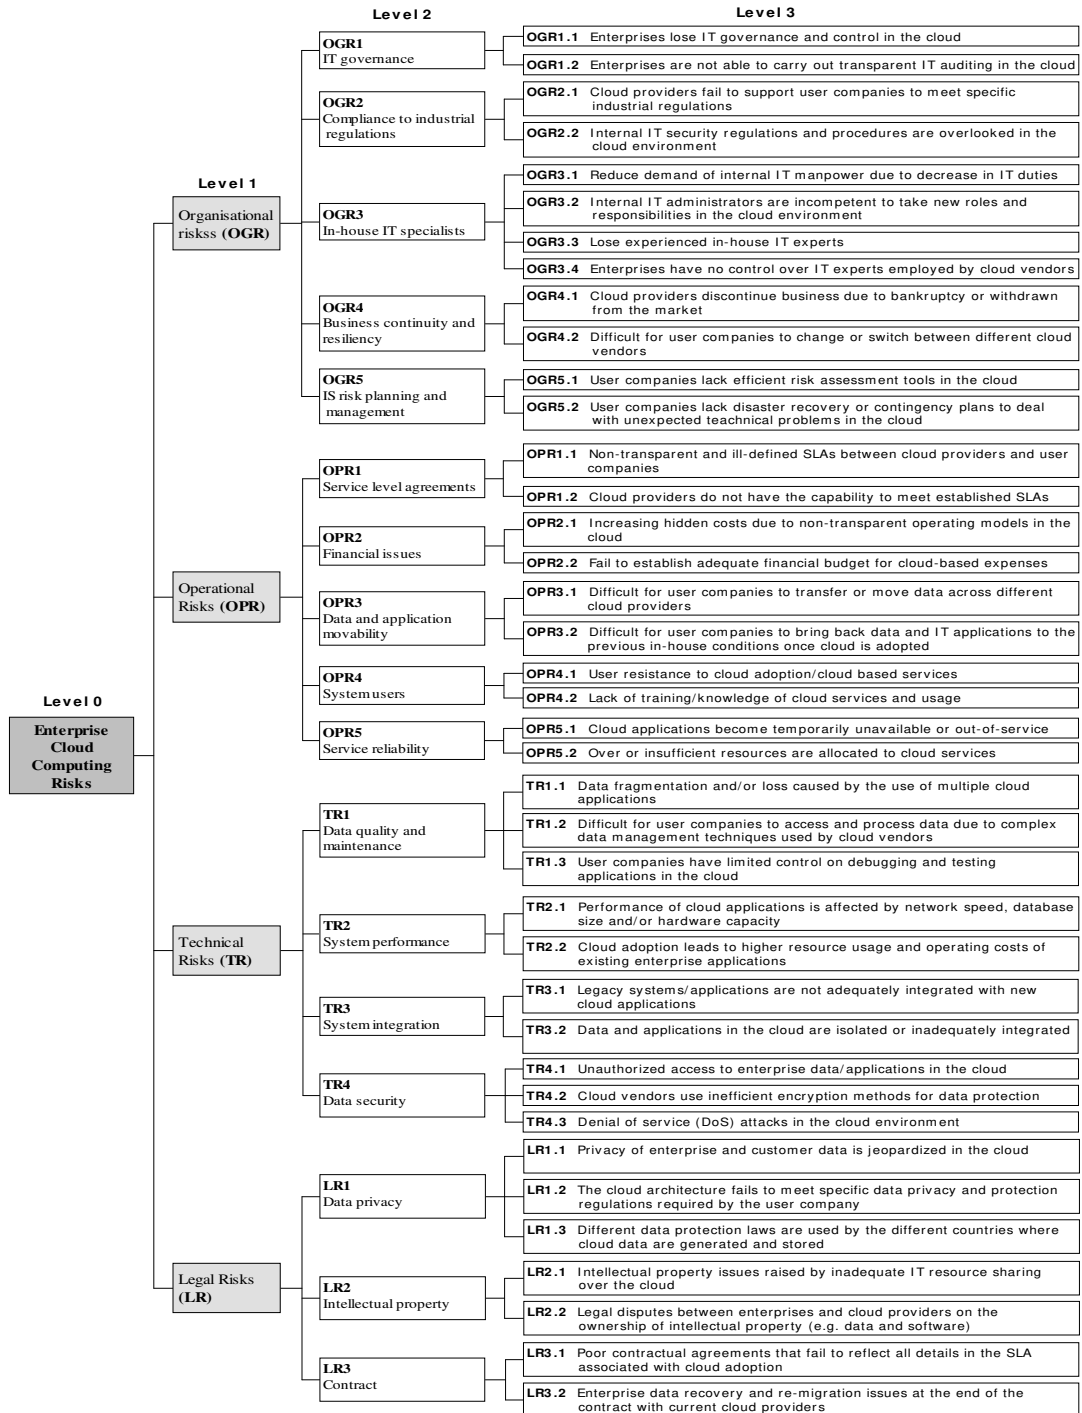 Level 0
Enterprise
Cloud
Computing
Risks
Level 1
Organisational
riskss (OGR)
Operational
Risks (OPR)
Technical
Risks (TR)
Legal Risks
(LR)
Level 2
OGR1
IT governance
OGR2
Compliance to industrial
regulations
OGR3
In-house IT specialists
OGR4
Business continuity and
resiliency
OGR5
IS risk planning and
management
OPR1
Service level agreements
OPR2
Financial issues
OPR3
Data and application
movability
OPR4
System users
OPR5
Service reliability
TR1
Data quality and
maintenance
TR2
System performance
TR3
System integration
TR4
Data security
LR1
Data privacy
LR2
Intellectual property
LR3
Contract
Level 3
OGR1.1 Enterprises lose IT governance and control in the cloud
OGR1.2 Enterprises are not able to carry out transparent IT auditing in the cloud
OGR2.1 Cloud providers fail to support user companies to meet specific
industrial regulations
OGR2.2 Internal IT security regulations and procedures are overlooked in the
cloud environment
OGR3.1 Reduce demand of internal IT manpower due to decrease in IT duties
OGR3.2 Internal IT administrators are incompetent to take new roles and
responsibilities in the cloud environment
OGR3.3 Lose experienced in-house IT experts
OGR3.4 Enterprises have no control over IT experts employed by cloud vendors
OGR4.1 Cloud providers discontinue business due to bankruptcy or withdrawn
from the market
OGR4.2 Difficult for user companies to change or switch between different cloud
vendors
OGR5.1 User companies lack efficient risk assessment tools in the cloud
OGR5.2 User companies lack disaster recovery or contingency plans to deal
with unexpected teachnical problems in the cloud
OPR1.1 Non-transparent and ill-defined SLAs between cloud providers and user
companies
OPR1.2 Cloud providers do not have the capability to meet established SLAs
OPR2.1 Increasing hidden costs due to non-transparent operating models in the
cloud
OPR2.2 Fail to establish adequate financial budget for cloud-based expenses
OPR3.1 Difficult for user companies to transfer or move data across different
cloud providers
OPR3.2 Difficult for user companies to bring back data and IT applications to the
previous in-house conditions once cloud is adopted
OPR4.1 User resistance to cloud adoption/cloud based services
OPR4.2 Lack of training/knowledge of cloud services and usage
OPR5.1 Cloud applications become temporarily unavailable or out-of-service
OPR5.2 Over or insufficient resources are allocated to cloud services
TR1.1 Data fragmentation and/or loss caused by the use of multiple cloud
applications
TR1.2 Difficult for user companies to access and process data due to complex
data management techniques used by cloud vendors
TR1.3 User companies have limited control on debugging and testing
applications in the cloud
TR2.1 Performance of cloud applications is affected by network speed, database
size and/or hardware capacity
TR2.2 Cloud adoption leads to higher resource usage and operating costs of
existing enterprise applications
TR3.1 Legacy systems/applications are not adequately integrated with new
cloud applications
TR3.2 Data and applications in the cloud are isolated or inadequately integrated
TR4.1 Unauthorized access to enterprise data/applications in the cloud
TR4.2 Cloud vendors use inefficient encryption methods for data protection
TR4.3 Denial of service (DoS) attacks in the cloud environment
LR1.1 Privacy of enterprise and customer data is jeopardized in the cloud
LR1.2 The cloud architecture fails to meet specific data privacy and protection
regulations required by the user company
LR1.3 Different data protection laws are used by the different countries where
cloud data are generated and stored
LR2.1 Intellectual property issues raised by inadequate IT resource sharing
over the cloud
LR2.2 Legal disputes between enterprises and cloud providers on the
ownership of intellectual property (e.g. data and software)
LR3.1 Poor contractual agreements that fail to reflect all details in the SLA
associated with cloud adoption
LR3.2 Enterprise data recovery and re-migration issues at the end of the
contract with current cloud providers